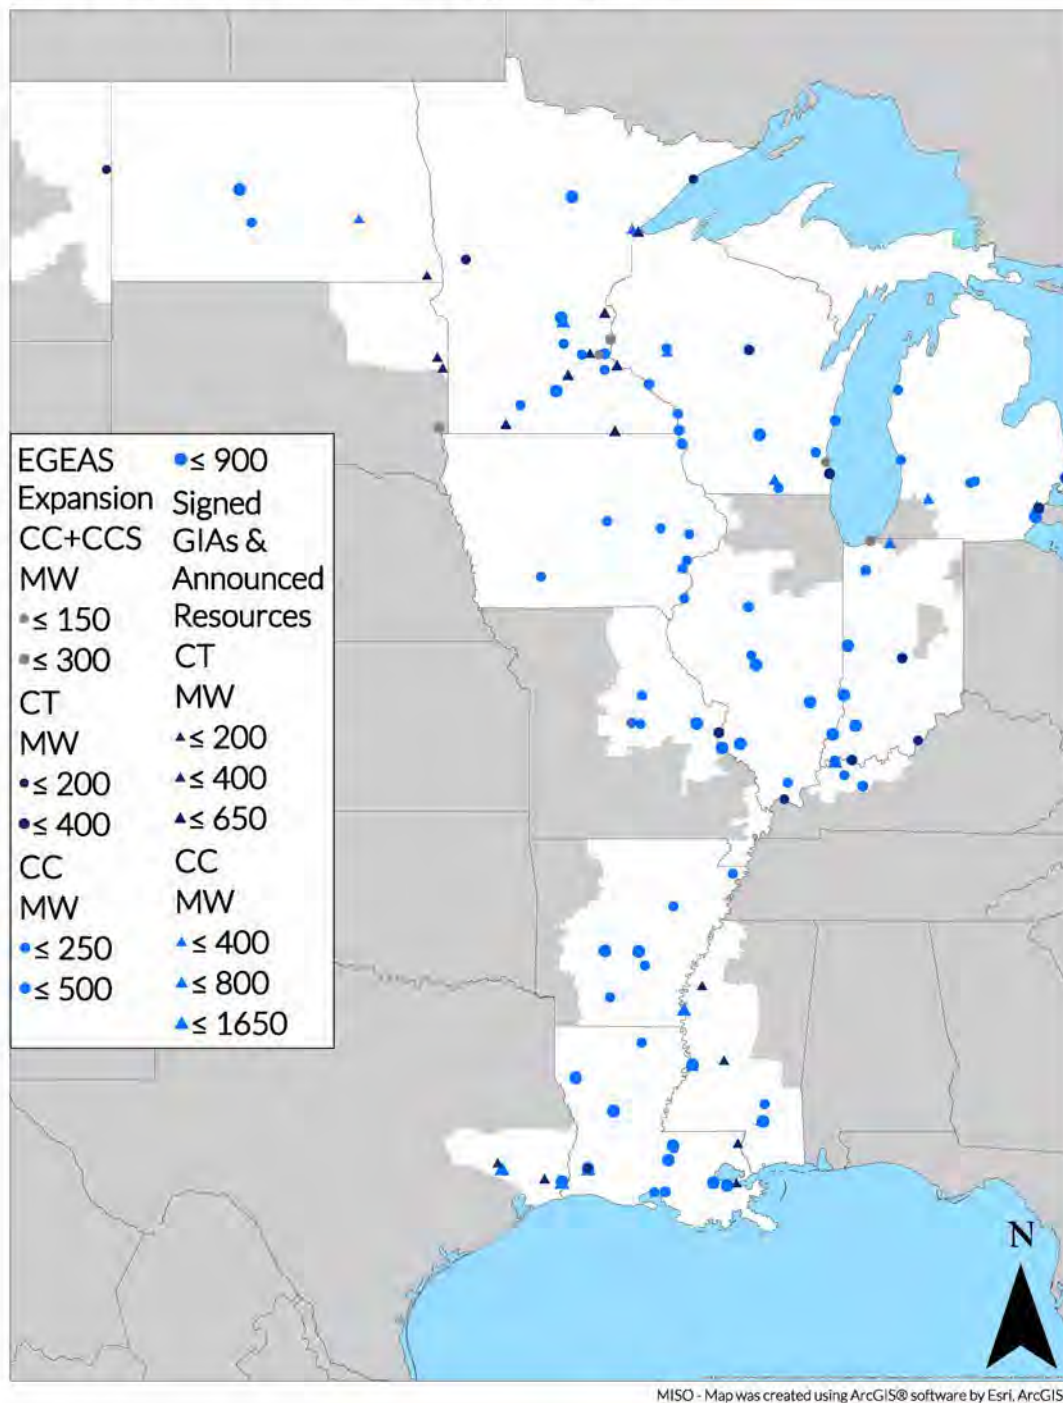 EGEAS
Expansion
CC+CCS
MW
≤ 150
≤ 300
CT
MW
≤ 200
≤ 400
CC
MW
≤ 250
≤ 500
≤ 900
Signed
GIAs &
Announced
Resources
CT
MW
≤ 200
≤ 400
≤ 650
CC
MW
≤ 400
≤ 800
≤ 1650
N
MISO - Map was created using ArcGIS® software by Esri, ArcGIS